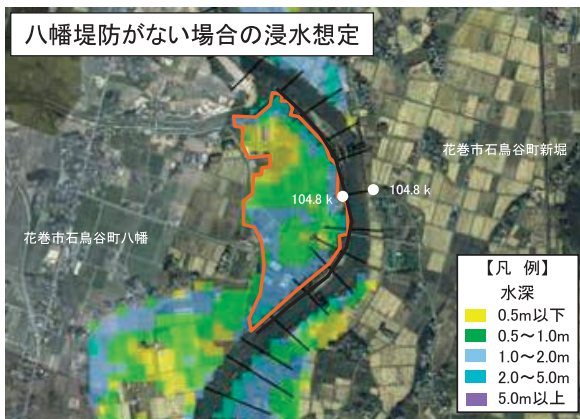 八幡堤防がない場合の浸水想定
花巻市石鳥谷町新堀
104.8 k
104.8 k
花巻市石鳥谷町八幡
【凡 例】
水深
0.5m以下
0.5～1.0m
1.0～2.0m
2.0～5.0m
5.0m以上